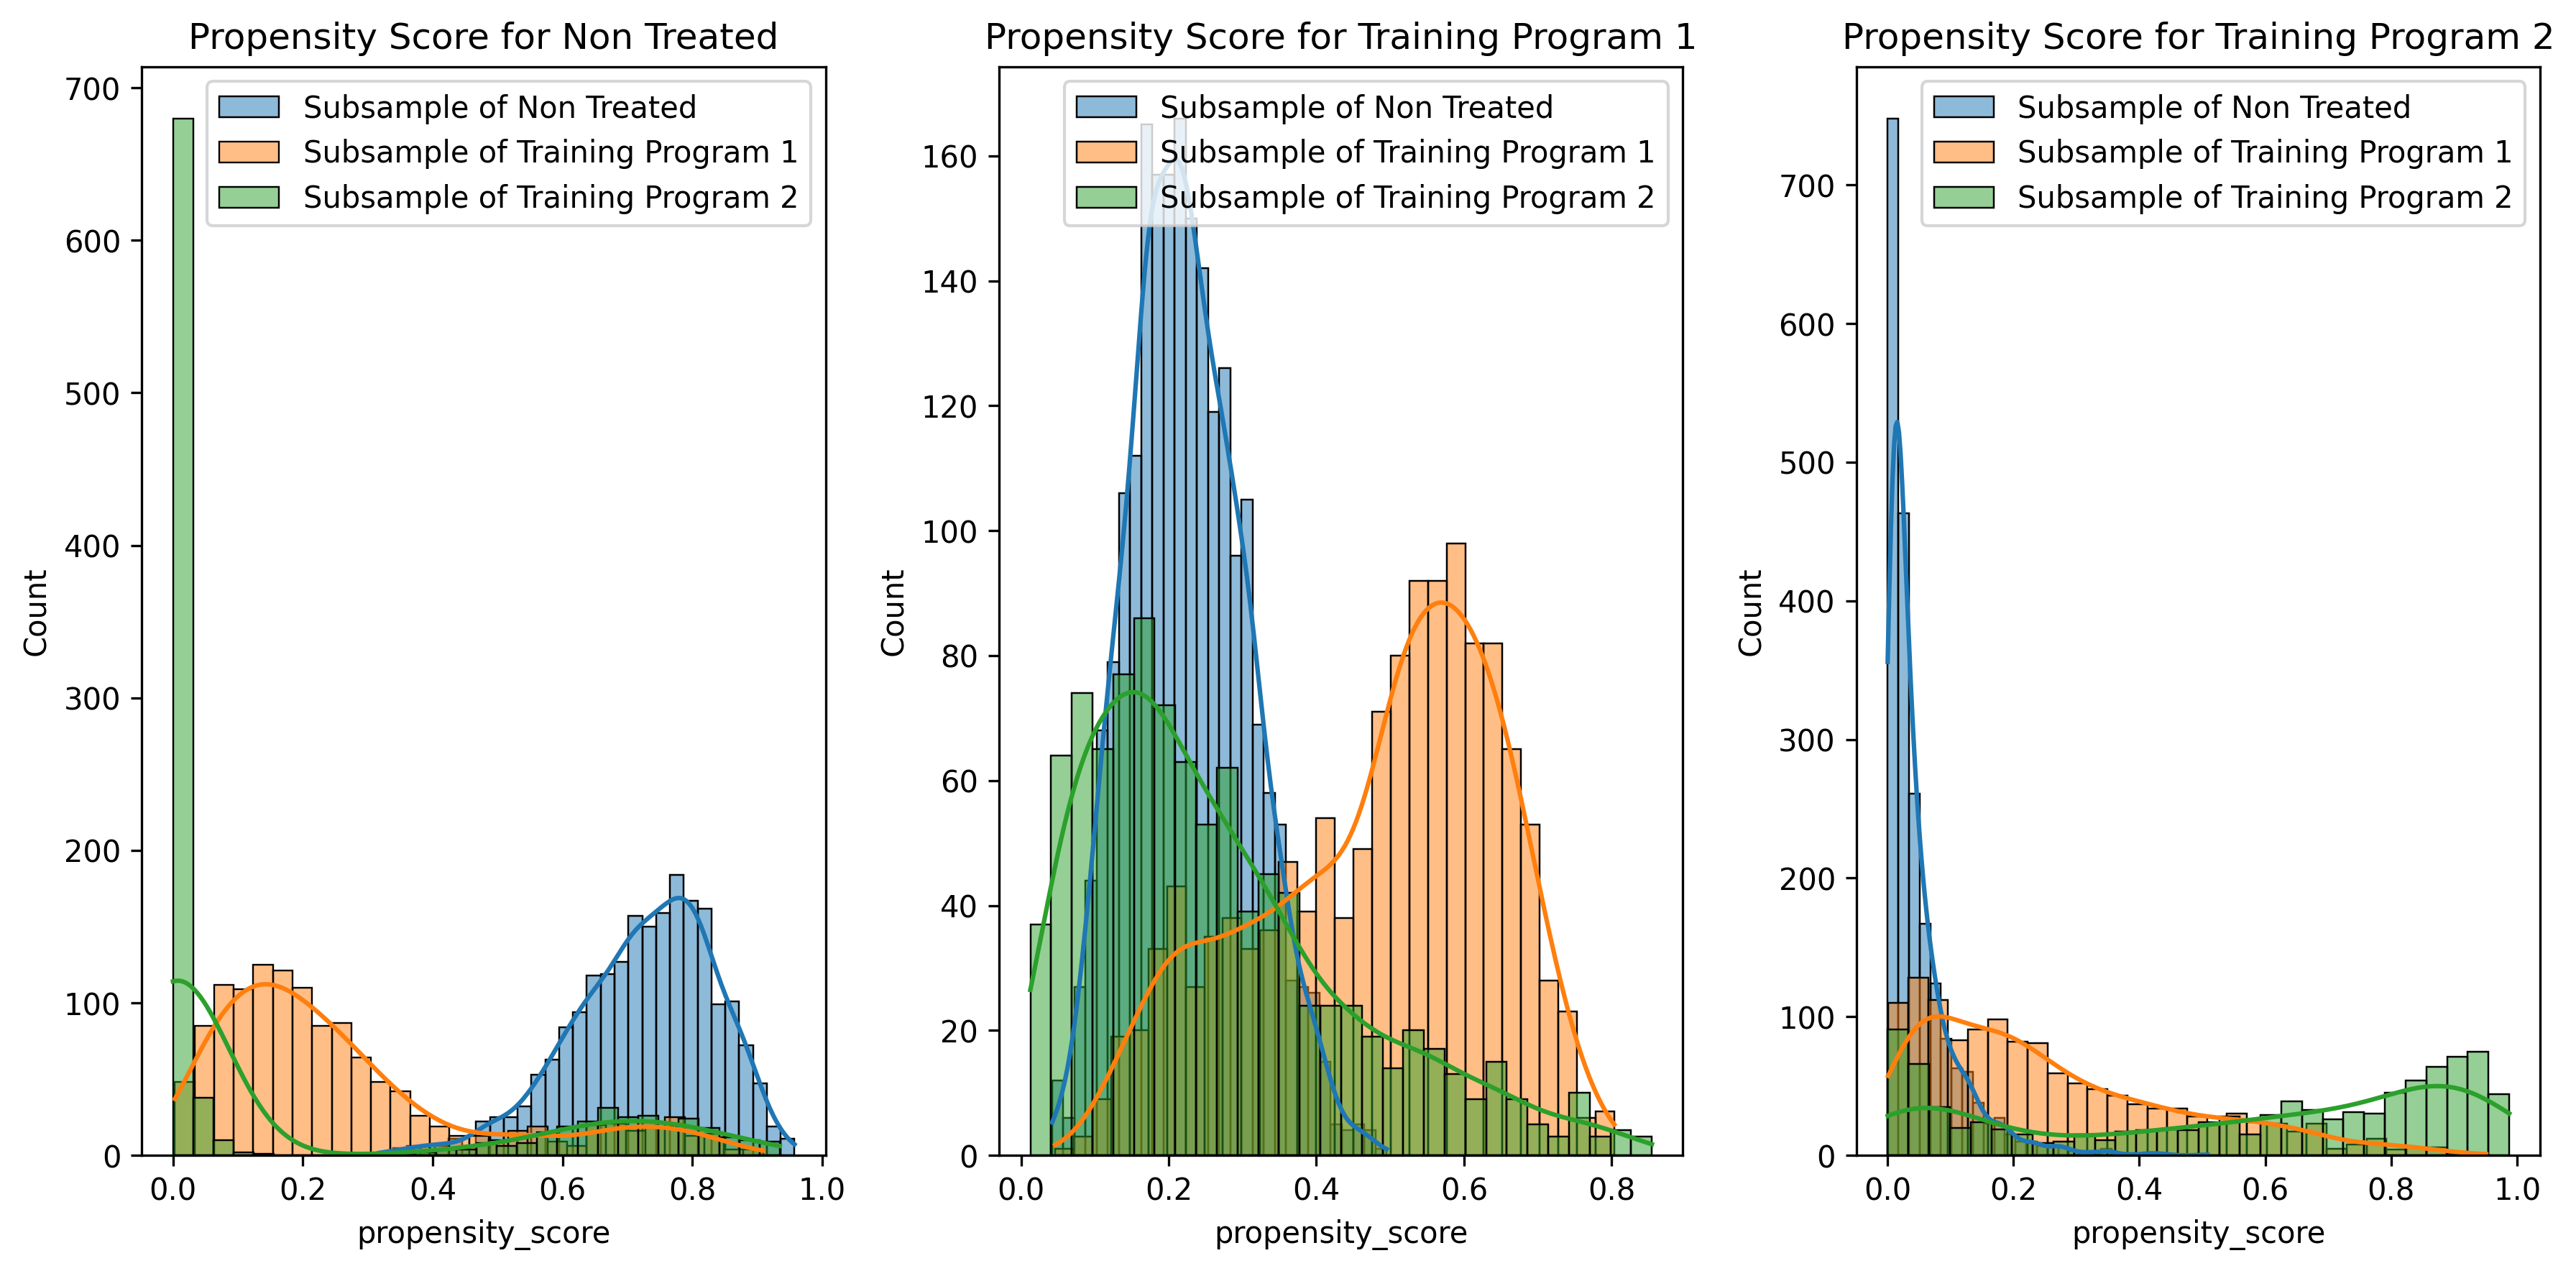 Propensity Score for Non Treated
700
600
500
400
300
200
100
0
Count
0.0 0.2 0.4 0.6 0.8 1.0
propensity_score
Subsample of Non Treated
Subsample of Training Program 1
Subsample of Training Program 2
Propensity Score for Training Program 1
160
140
120
100
80
60
40
20
0
Count
0.0 0.2 0.4 0.6 0.8
propensity_score
Subsample of Non Treated
Subsample of Training Program 1
Subsample of Training Program 2
Propensity Score for Training Program 2
700
600
500
400
300
200
100
0
Count
0.0 0.2 0.4 0.6 0.8 1.0
propensity_score
Subsample of Non Treated
Subsample of Training Program 1
Subsample of Training Program 2